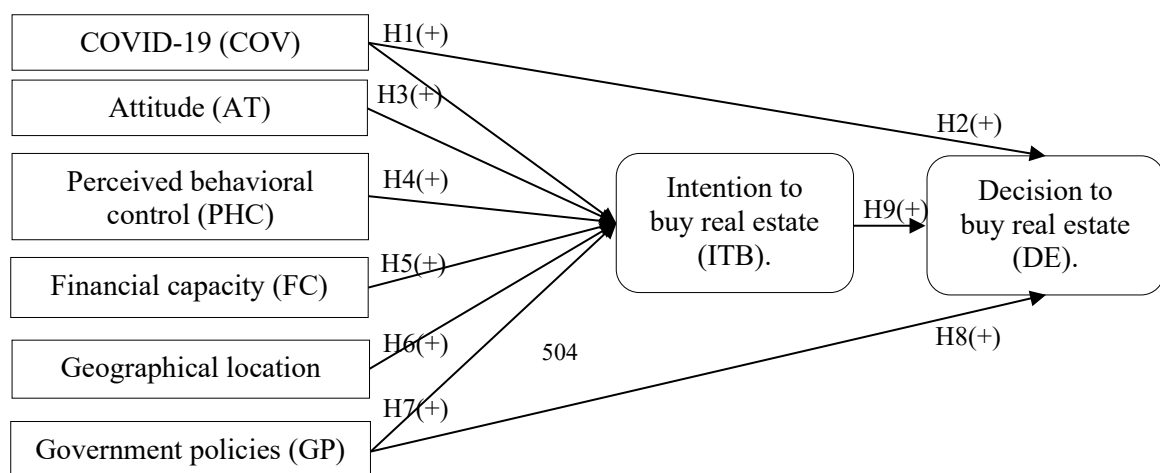 COVID-19 (COV)
H1(+)
Attitude (AT)
H3(+)
H2(+)
Perceived behavioral
control (PHC)
H4(+)
Intention to
buy real estate
(ITB).
H9(+)
Decision to
buy real estate
(DE).
Financial capacity (FC)
H5(+)
Geographical location
H6(+)
504
H8(+)
Government policies (GP)
H7(+)